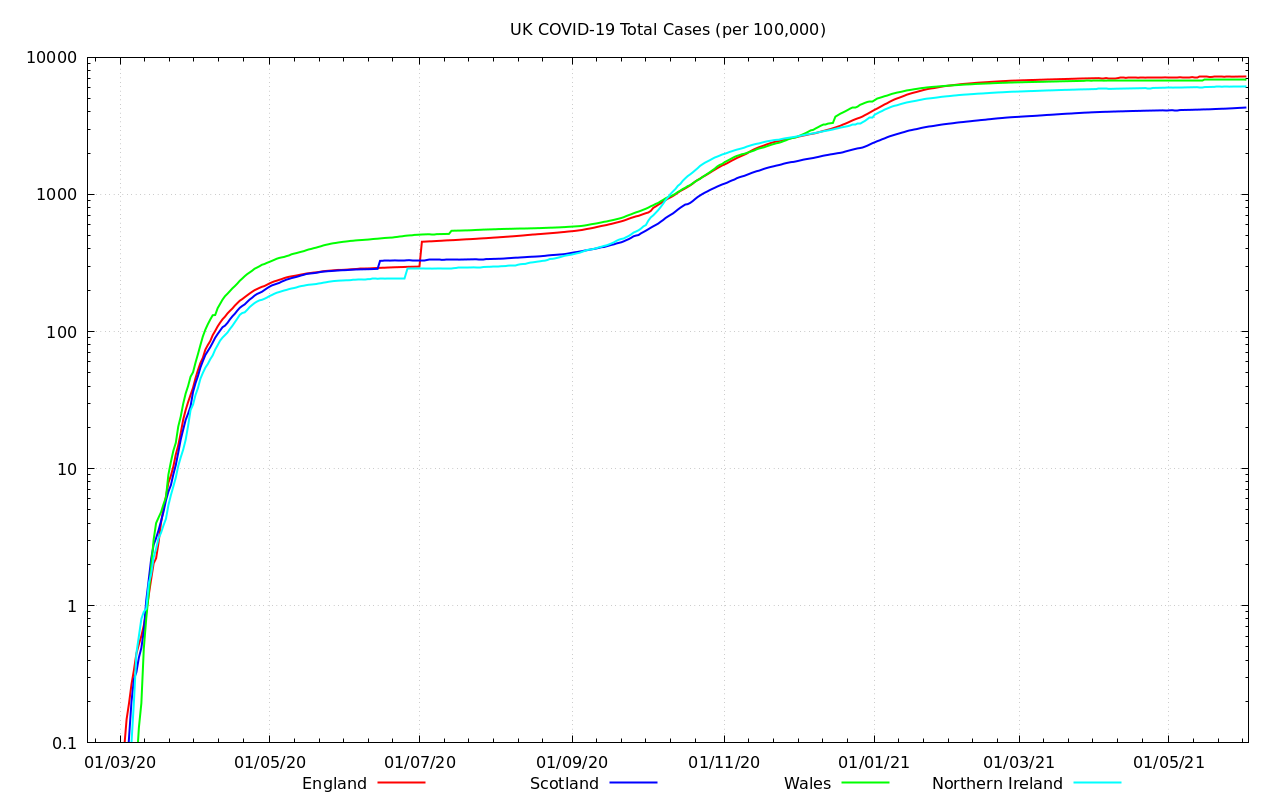 UK COVID-19 Total Cases (per 100,000)
10000
1000
100
10
1
0.1
01/03/20 01/05/20 01/07/20 01/09/20 01/11/20 01/01/21 01/03/21 01/05/21
England Scotland Wales Northern Ireland